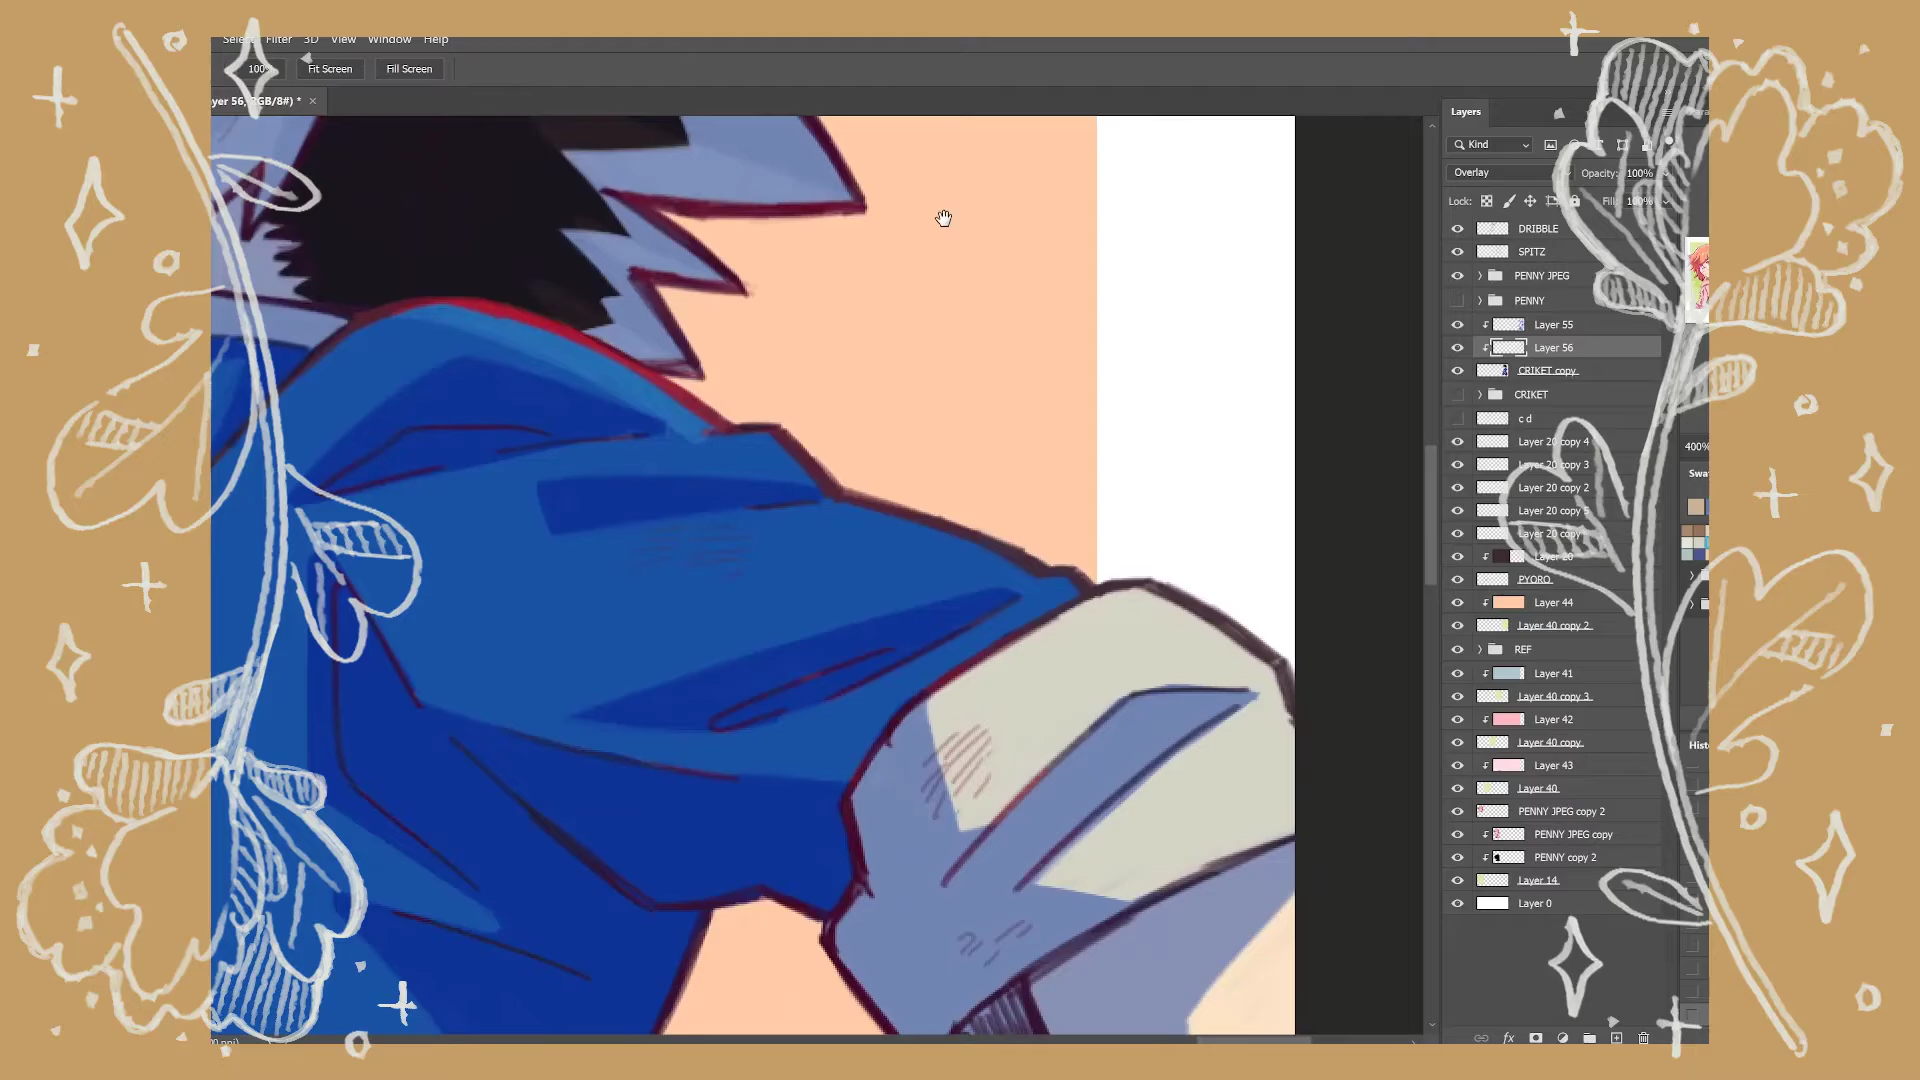 Select Filter 3D View Window Help
100% Fit Screen Fill Screen
yer 56, RGB/8#) * ×
Layers
Kind
Overlay Opacity: 100%
Lock: Fill: 100%
DRIBBLE
SPITZ
PENNY JPEG
PENNY
Layer 55
Layer 56
CRIKET copy
CRIKET
c d
Layer 20 copy 4
Layer 20 copy 3
Layer 20 copy 2
Layer 20 copy 5
Layer 20 copy
Layer 20
PYORO
Layer 44
Layer 40 copy 2
REF
Layer 41
Layer 40 copy 3
Layer 42
Layer 40 copy
Layer 43
Layer 40
PENNY JPEG copy 2
PENNY JPEG copy
PENNY copy 2
Layer 14
Layer 0
fx
400%
Swa
Hist